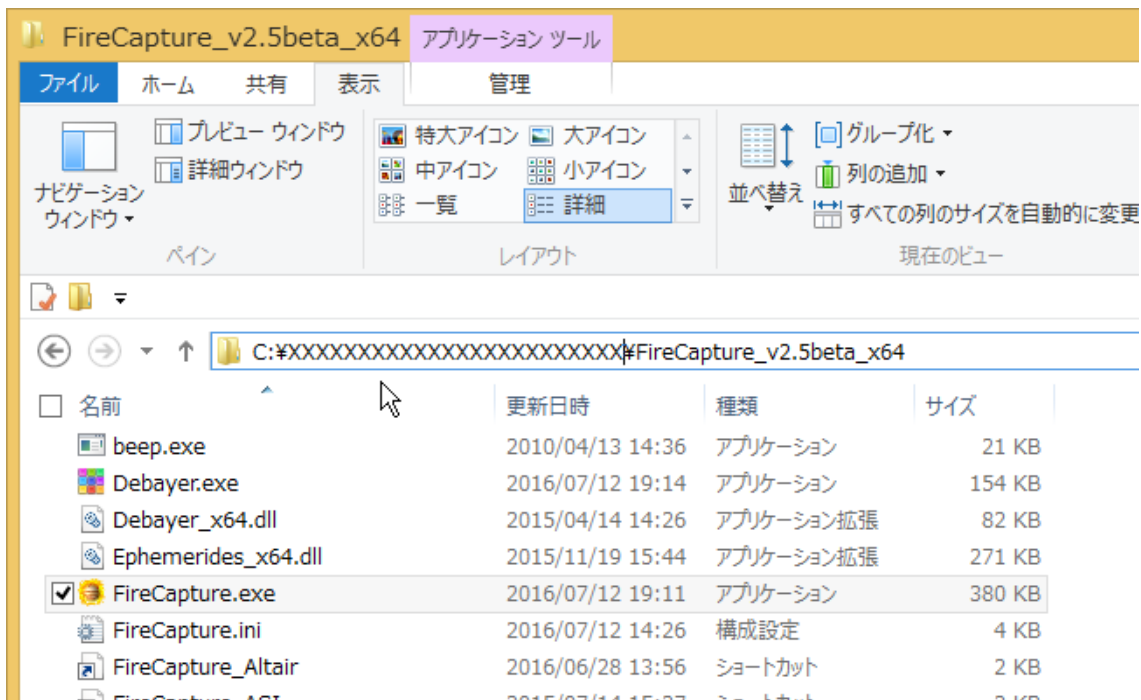 FireCapture_v2.5beta_x64 アプリケーション ツール
ファイル ホーム 共有 表示 管理
ナビゲーション ウィンドウ
プレビュー ウィンドウ
詳細ウィンドウ
ペイン
特大アイコン 大アイコン
中アイコン 小アイコン
一覧 詳細
レイアウト
並べ替え
グループ化
列の追加
すべての列のサイズを自動的に変更
現在のビュー
C:¥XXXXXXXXXXXXXXXXXXXXXXXX¥FireCapture_v2.5beta_x64
名前 更新日時 種類 サイズ
beep.exe 2010/04/13 14:36 アプリケーション 21 KB
Debayer.exe 2016/07/12 19:14 アプリケーション 154 KB
Debayer_x64.dll 2015/04/14 14:26 アプリケーション拡張 82 KB
Ephemerides_x64.dll 2015/11/19 15:44 アプリケーション拡張 271 KB
FireCapture.exe 2016/07/12 19:11 アプリケーション 380 KB
FireCapture.ini 2016/07/12 14:26 構成設定 4 KB
FireCapture_Altair 2016/06/28 13:56 ショートカット 2 KB